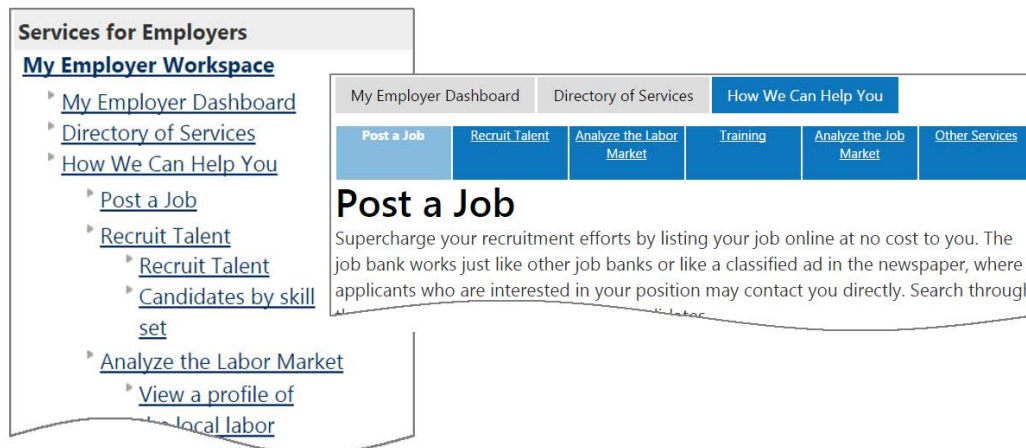 Services for Employers
My Employer Workspace
My Employer Dashboard
Directory of Services
How We Can Help You
Post a Job
Recruit Talent
Recruit Talent
Candidates by skill
set
Analyze the Labor Market
View a profile of
local labor
My Employer Dashboard Directory of Services How We Can Help You
Post a Job Recruit Talent Analyze the Labor Market Training Analyze the Job Market Other Services
Post a Job
Supercharge your recruitment efforts by listing your job online at no cost to you. The
job bank works just like other job banks or like a classified ad in the newspaper, where
applicants who are interested in your position may contact you directly. Search through